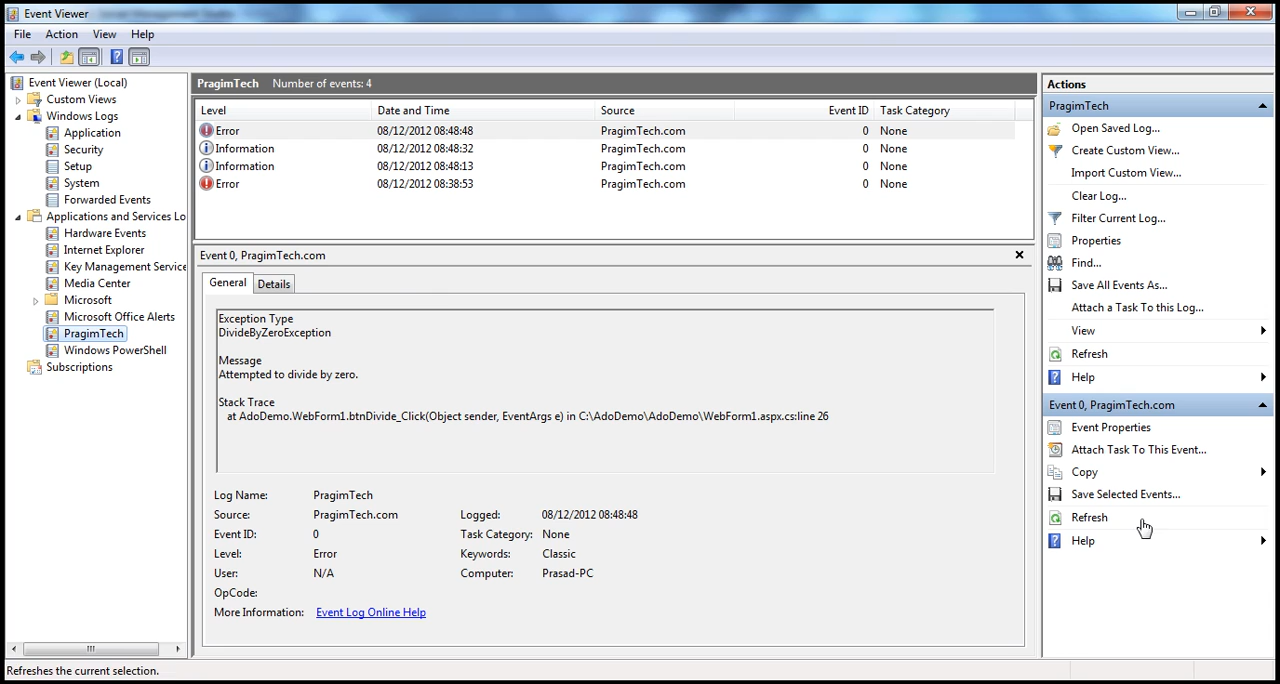 Event Viewer
File Action View Help
Event Viewer (Local)
Custom Views
Windows Logs
Application
Security
Setup
System
Forwarded Events
Applications and Services Lo
Hardware Events
Internet Explorer
Key Management Service
Media Center
Microsoft
Microsoft Office Alerts
PragimTech
Windows PowerShell
Subscriptions
PragimTech Number of events: 4
Level Date and Time Source Event ID Task Category
Error 08/12/2012 08:48:48 PragimTech.com 0 None
Information 08/12/2012 08:48:32 PragimTech.com 0 None
Information 08/12/2012 08:48:13 PragimTech.com 0 None
Error 08/12/2012 08:38:53 PragimTech.com 0 None
Event 0, PragimTech.com
General Details
Exception Type
DivideByZeroException
Message
Attempted to divide by zero.
Stack Trace
at AdoDemo.WebForm1.btnDivide_Click(Object sender, EventArgs e) in C:\AdoDemo\AdoDemo\WebForm1.aspx.cs:line 26
Log Name: PragimTech
Source: PragimTech.com Logged: 08/12/2012 08:48:48
Event ID: 0 Task Category: None
Level: Error Keywords: Classic
User: N/A Computer: Prasad-PC
OpCode:
More Information: Event Log Online Help
Actions
PragimTech
Open Saved Log...
Create Custom View...
Import Custom View...
Clear Log...
Filter Current Log...
Properties
Find...
Save All Events As...
Attach a Task To this Log...
View
Refresh
Help
Event 0, PragimTech.com
Event Properties
Attach Task To This Event...
Copy
Save Selected Events...
Refresh
Help
Refreshes the current selection.